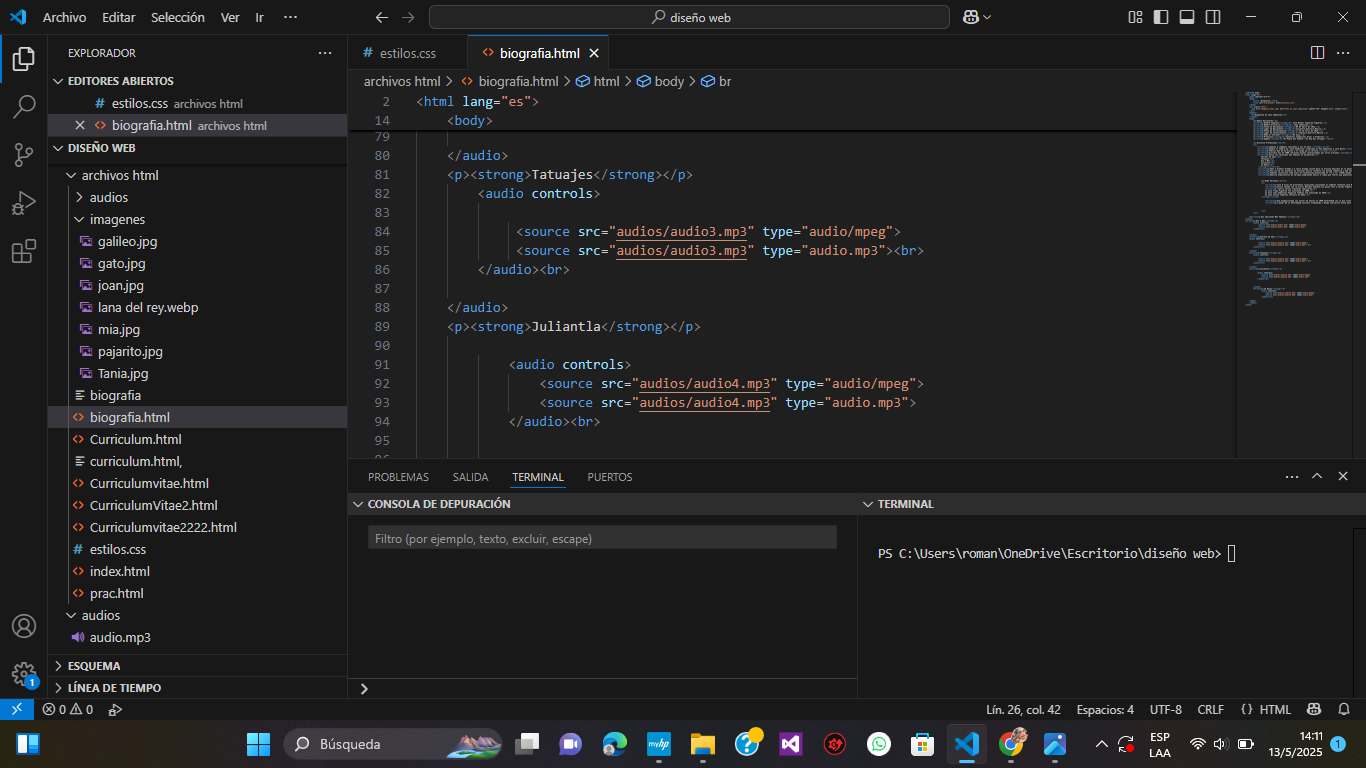 Archivo Editar Selección Ver Ir ··· diseño web
EXPLORADOR ···
EDITORES ABIERTOS
# estilos.css archivos html
biografia.html archivos html
DISEÑO WEB
archivos html
audios
imagenes
galileo.jpg
gato.jpg
joan.jpg
lana del rey.webp
mia.jpg
pajarito.jpg
Tania.jpg
biografia
biografia.html
Curriculum.html
curriculum.html,
Curriculumvitae.html
CurriculumVitae2.html
Curriculumvitae2222.html
# estilos.css
index.html
prac.html
audios
audio.mp3
ESQUEMA
LÍNEA DE TIEMPO
# estilos.css
biografia.html
archivos html > biografia.html > html > body > br
2 <html lang="es">
14 <body>
79
80 </audio>
81 <p><strong>Tatuajes</strong></p>
82 <audio controls>
83
84 <source src="audios/audio3.mp3" type="audio/mpeg">
85 <source src="audios/audio3.mp3" type="audio.mp3"><br>
86 </audio><br>
87
88 </audio>
89 <p><strong>Juliantla</strong></p>
90
91 <audio controls>
92 <source src="audios/audio4.mp3" type="audio/mpeg">
93 <source src="audios/audio4.mp3" type="audio.mp3">
94 </audio><br>
95
PROBLEMAS SALIDA TERMINAL PUERTOS
CONSOLA DE DEPURACIÓN
Filtro (por ejemplo, texto, excluir, escape)
TERMINAL
PS C:\Users\roman\OneDrive\Escritorio\diseño web>
0 0 Lín. 26, col. 42 Espacios: 4 UTF-8 CRLF {} HTML
1
Búsqueda
myhp
ESP
LAA
14:11
13/5/2025
1